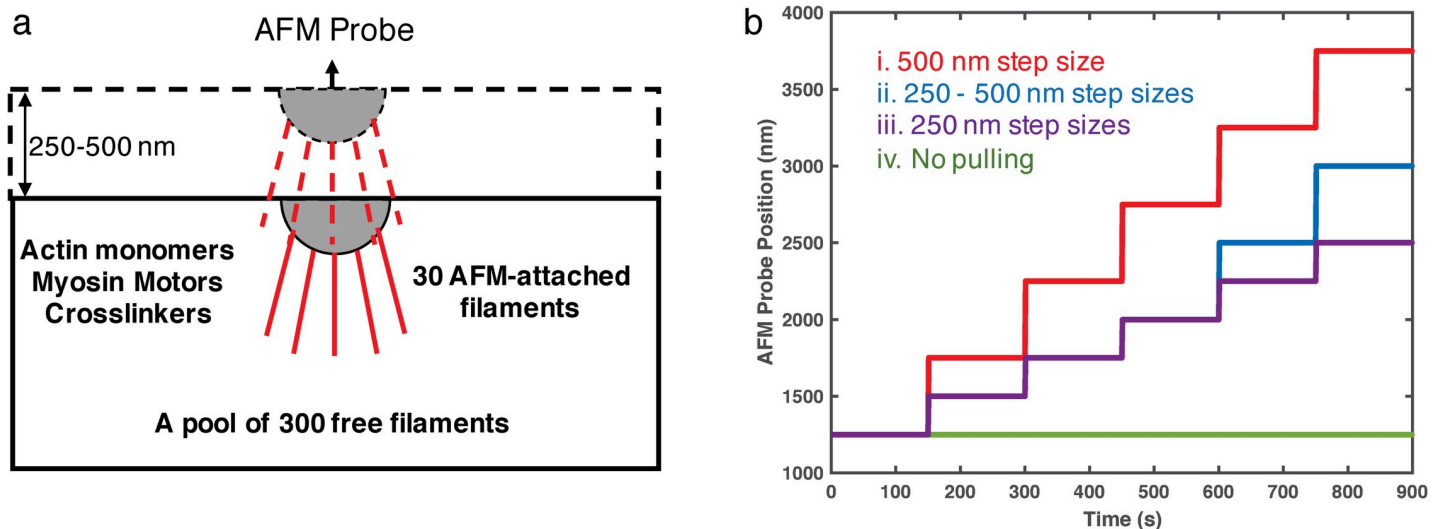 a
AFM Probe
250-500 nm
Actin monomers
Myosin Motors
Crosslinkers
30 AFM-attached
filaments
A pool of 300 free filaments
b
AFM Probe Position (nm)
4000
3500
3000
2500
2000
1500
1000
i. 500 nm step size
ii. 250 - 500 nm step sizes
iii. 250 nm step sizes
iv. No pulling
0 100 200 300 400 500 600 700 800 900
Time (s)